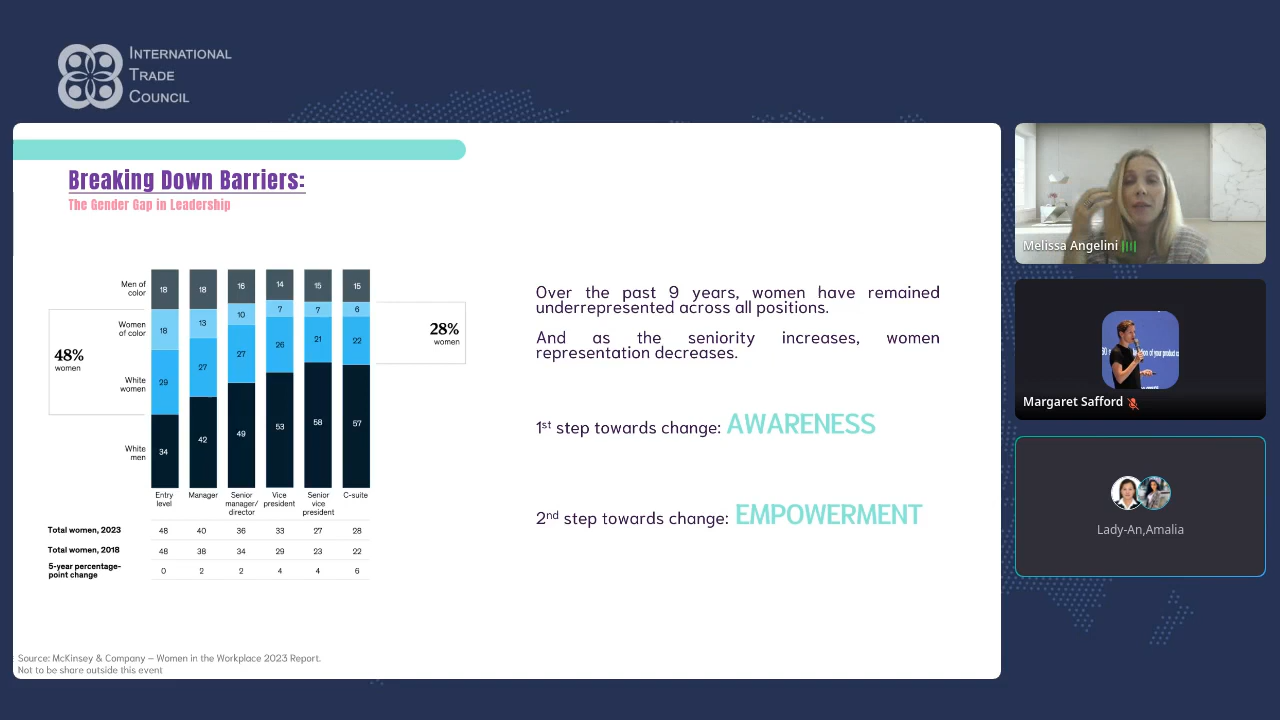 INTERNATIONAL
TRADE
COUNCIL
Breaking Down Barriers:
The Gender Gap in Leadership
Men of
color
Women
of color
White
women
White
men
48%
women
28%
women
18 18 16 14 15 15
18 13 10 7 7 6
29 27 27 26 21 22
34 42 49 53 58 57
Entry
level
Manager
Senior
manager/
director
Vice
president
Senior
vice
president
C-suite
Total women, 2023 48 40 36 33 27 28
Total women, 2018 48 38 34 29 23 22
5-year percentage-
point change 0 2 2 4 4 6
Over the past 9 years, women have remained
underrepresented across all positions.
And as the seniority increases, women
representation decreases.
1st step towards change: AWARENESS
2nd step towards change: EMPOWERMENT
Source: McKinsey & Company – Women in the Workplace 2023 Report.
Not to be share outside this event
Melissa Angelini
tion of your product
Margaret Safford
Lady-An,Amalia